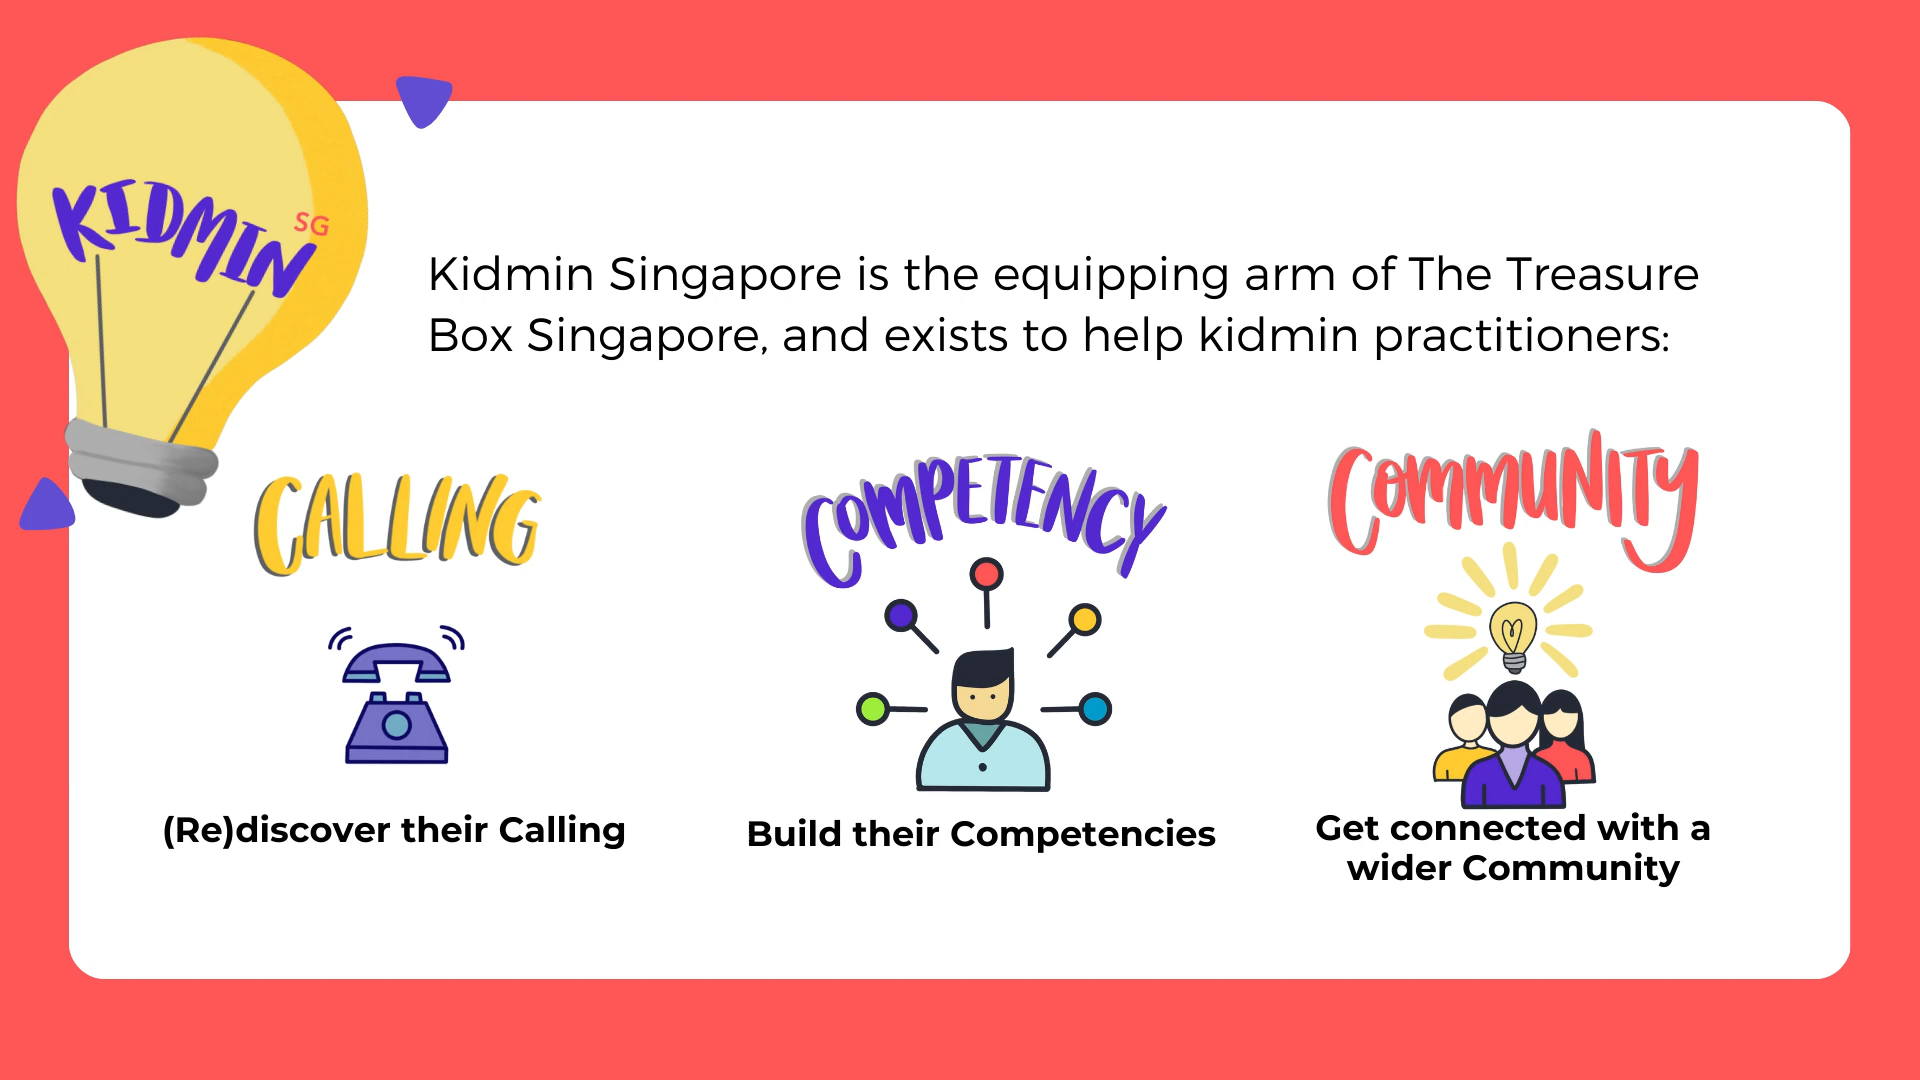 KIDMIN SG
Kidmin Singapore is the equipping arm of The Treasure
Box Singapore, and exists to help kidmin practitioners:
CALLING
COMPETENCY
COMMUNITY
(Re)discover their Calling
Build their Competencies
Get connected with a
wider Community